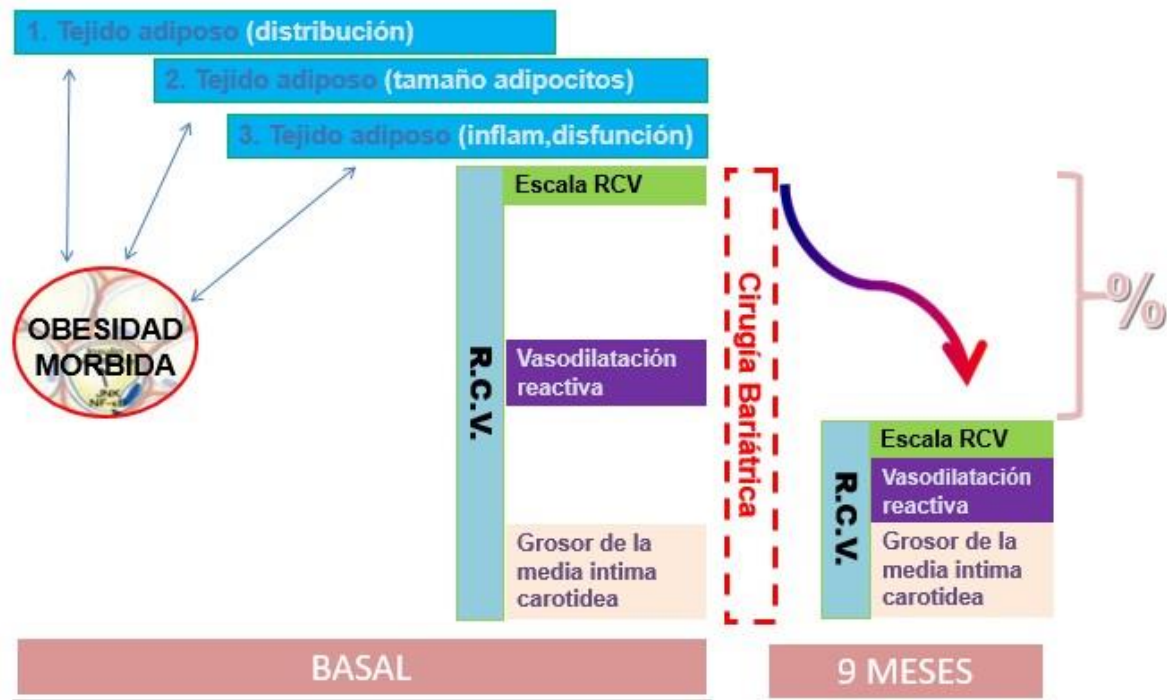 1. Tejido adiposo (distribución)
2. Tejido adiposo (tamaño adipocitos)
3. Tejido adiposo (inflam,disfunción)
OBESIDAD
MORBIDA
JNK
R.C.V.
Escala RCV
Vasodilatación
reactiva
Grosor de la
media intima
carotidea
Cirugía Bariátrica
%
R.C.V.
Escala RCV
Vasodilatación
reactiva
Grosor de la
media intima
carotidea
BASAL
9 MESES